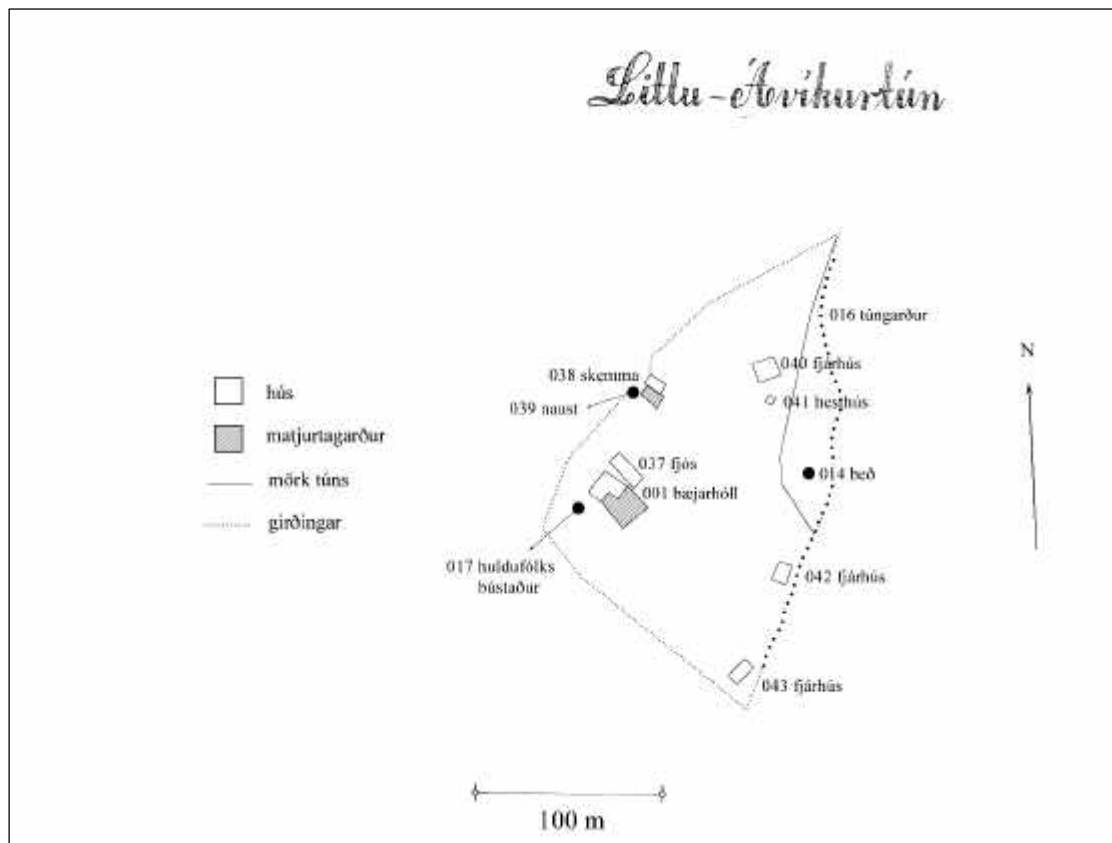 Litlu-Ávíkurtún
016 túngarður
N
040 fjárhús
038 skemma
hús
041 hesthús
039 naust
matjurtagarður
037 fjós
014 beð
mörk túns
001 bæjarhóll
girðingar
017 huldufólks
bústaður
042 fjárhús
043 fjárhús
100 m